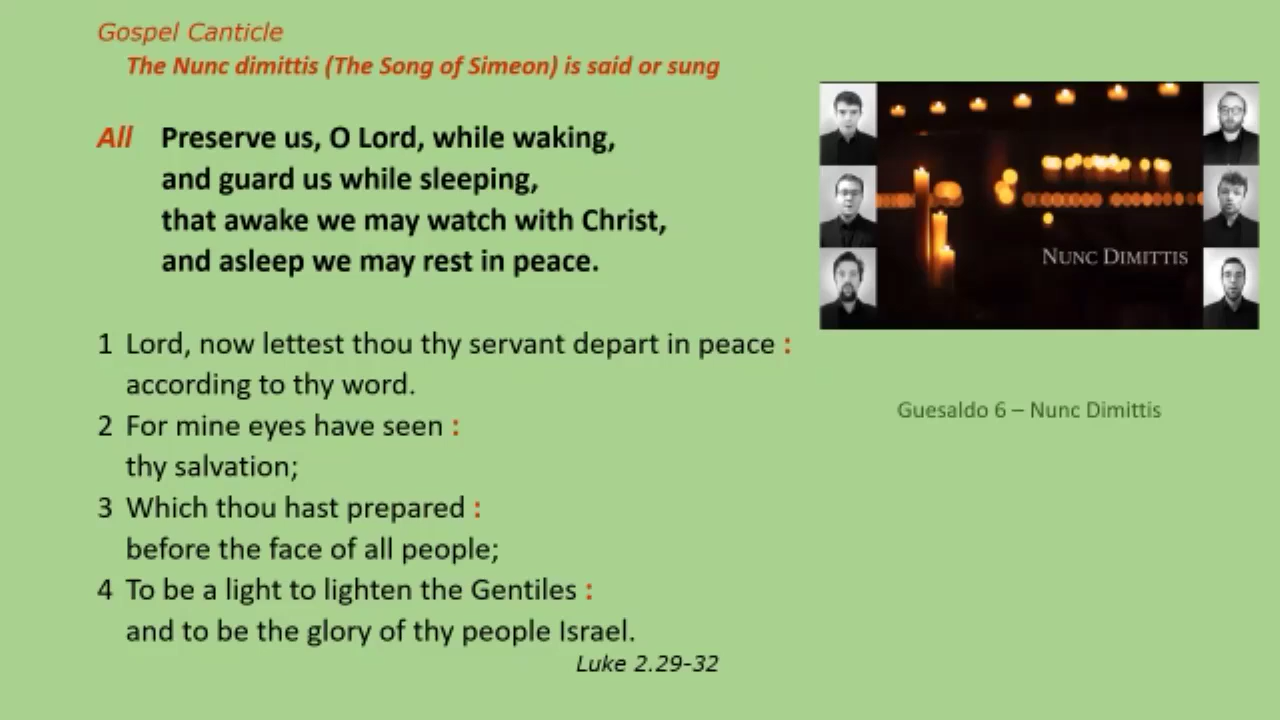 Gospel Canticle
The Nunc dimittis (The Song of Simeon) is said or sung
All Preserve us, O Lord, while waking,
and guard us while sleeping,
that awake we may watch with Christ,
and asleep we may rest in peace.
1 Lord, now lettest thou thy servant depart in peace :
according to thy word.
2 For mine eyes have seen :
thy salvation;
3 Which thou hast prepared :
before the face of all people;
4 To be a light to lighten the Gentiles :
and to be the glory of thy people Israel.
Luke 2.29-32
NUNC DIMITTIS
Guesaldo 6 – Nunc Dimittis